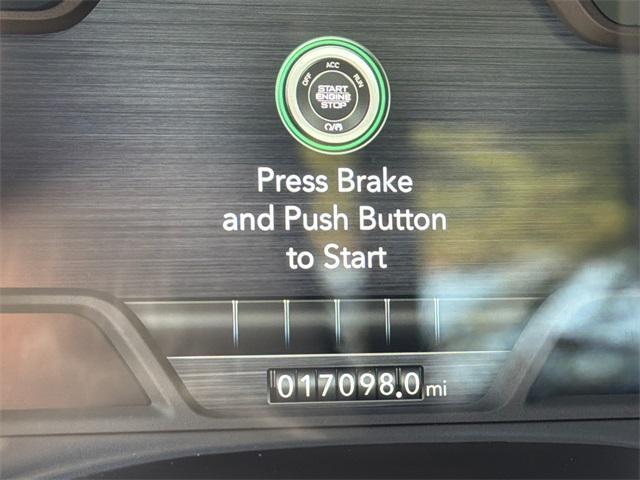 OFF ACC RUN
START
ENGINE
STOP
Press Brake
and Push Button
to Start
017098.0 mi